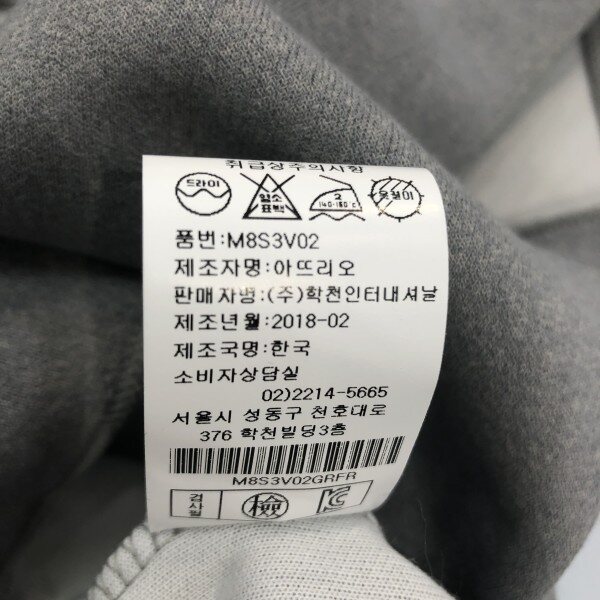 취급상주의사항
드라이 염소표백 2 140-160℃ 옷걸이
품번:M8S3V02
제조자명:아뜨리오
판매자명:(주)학천인터내셔날
제조년월:2018-02
제조국명:한국
소비자상담실
02)2214-5665
서울시 성동구 천호대로
376 학천빌딩3층
M8S3V02GRFR
검사필 檢